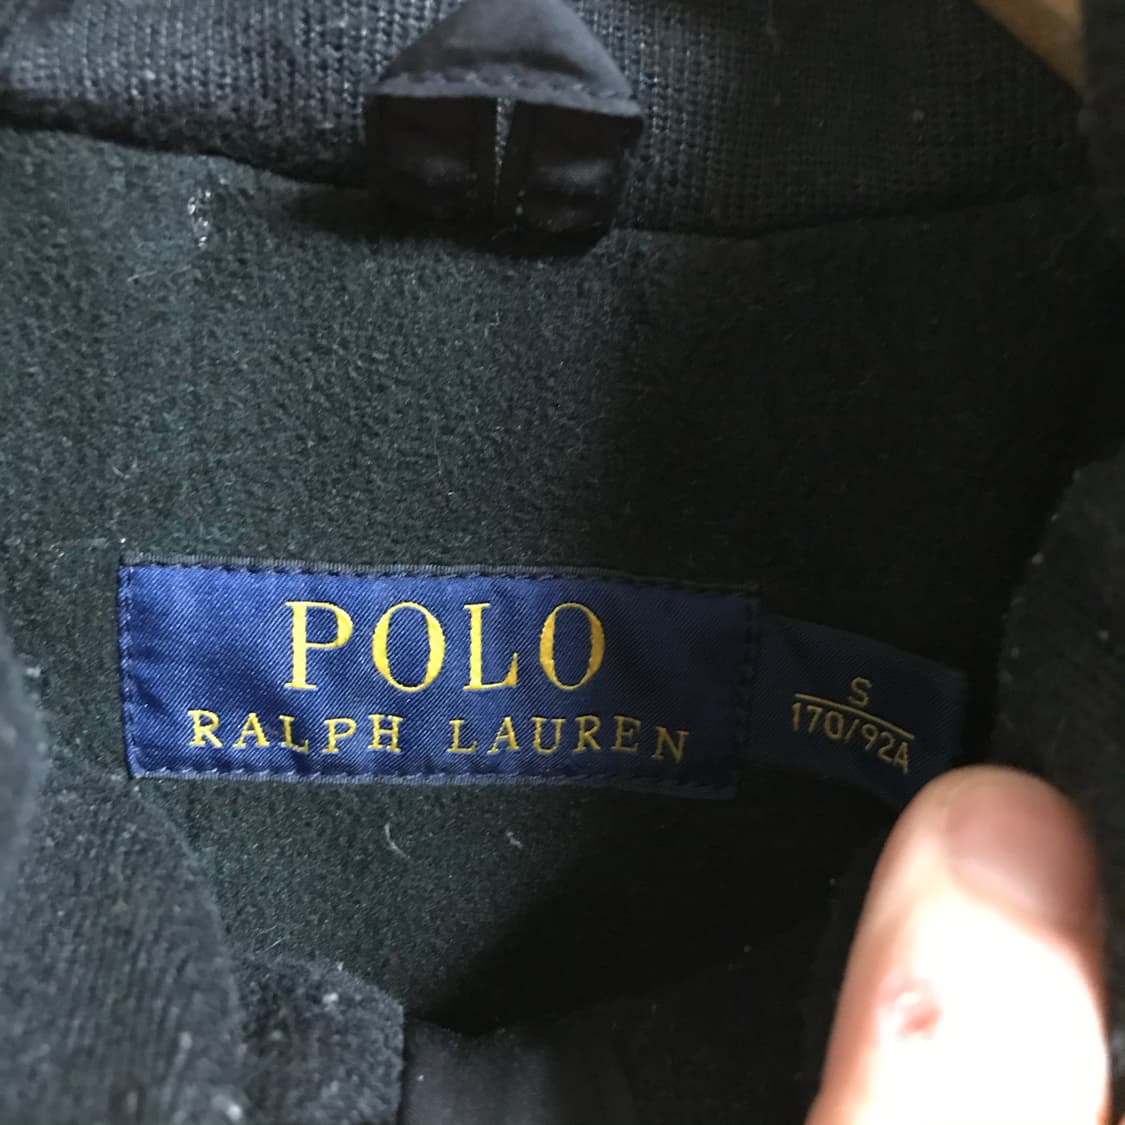 POLO
RALPH LAUREN
S
170/92A